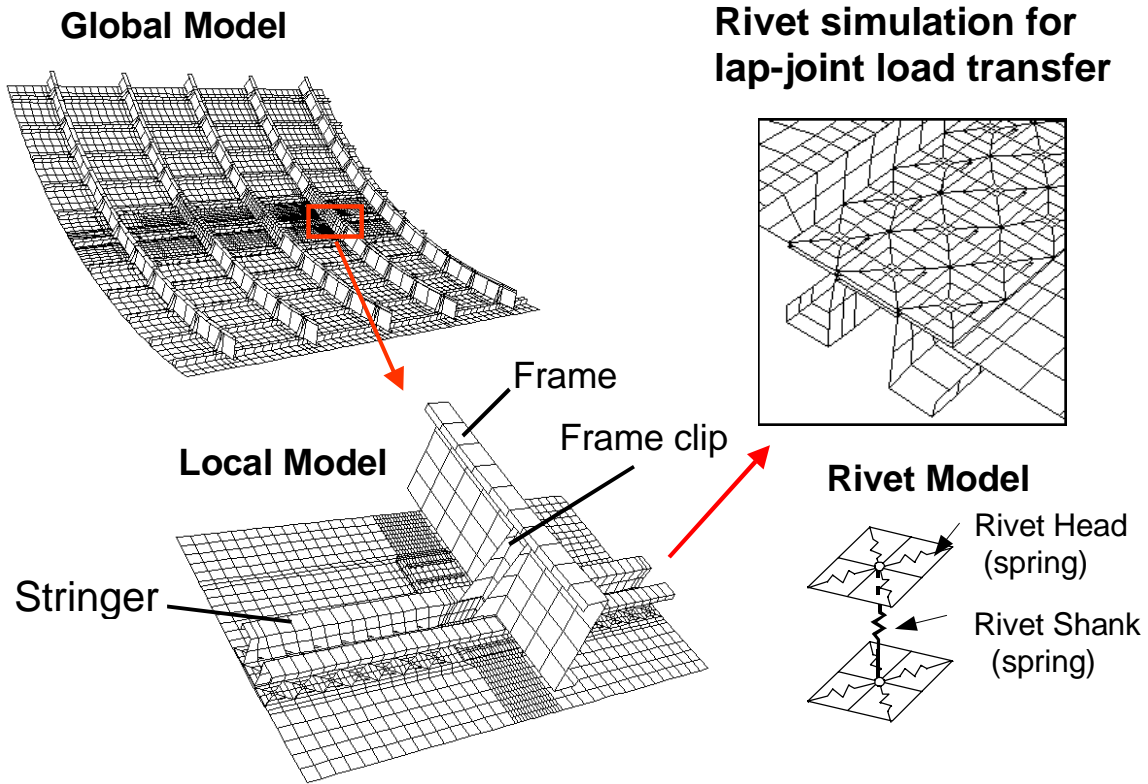 Global Model
Rivet simulation for
lap-joint load transfer
Frame
Frame clip
Local Model
Stringer
Rivet Model
Rivet Head
(spring)
Rivet Shank
(spring)